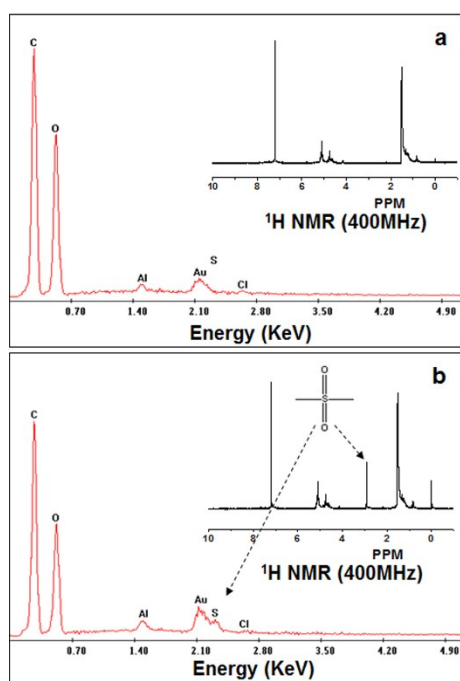 a
C
O
Al
Au
S
Cl
10 8 6 4 2 0
PPM
¹H NMR (400MHz)
0.70 1.40 2.10 2.80 3.50 4.20 4.90
Energy (KeV)
b
O
S
O
C
O
Al
Au
S
Cl
10 8 6 4 2 0
PPM
¹H NMR (400MHz)
0.70 1.40 2.10 2.80 3.50 4.20 4.90
Energy (KeV)